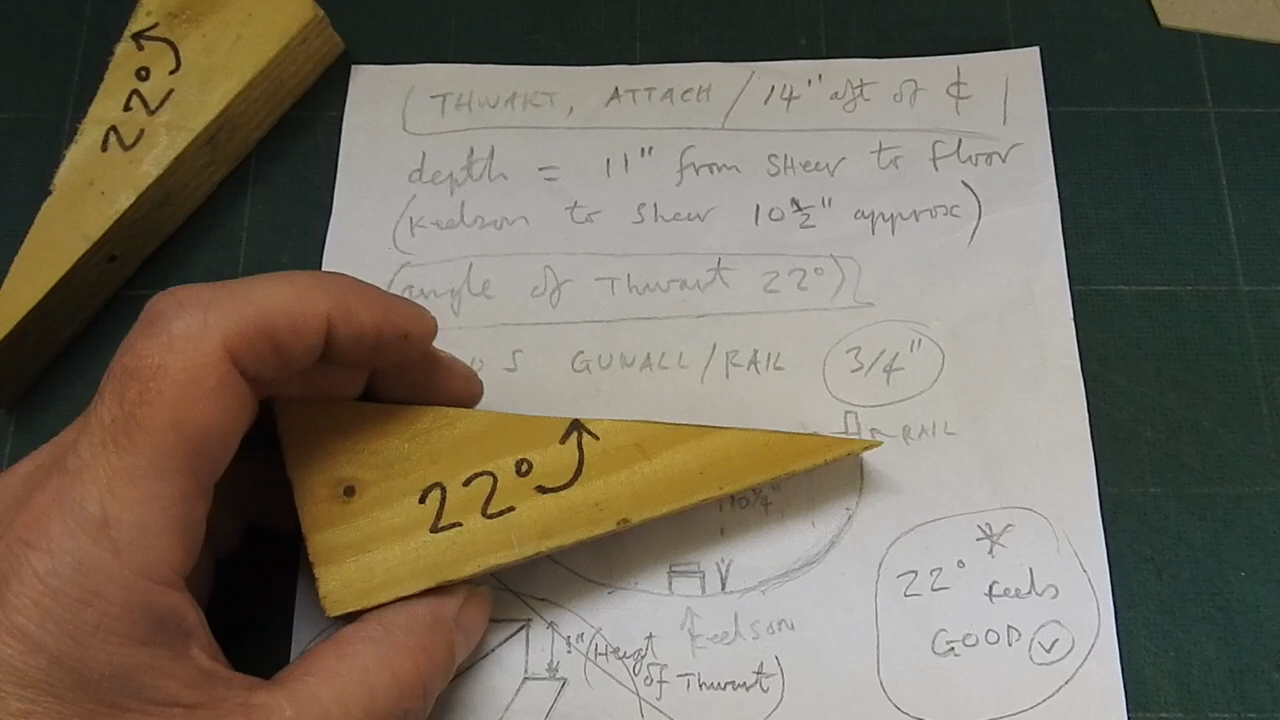 22°
(THWART, ATTACH / 14" aft of ₵
depth = 11" from SHeer to floor
(Keelson to Sheer 10½" approx)
(angle of Thwart 22°)
S GUNALL/RAIL 3/4"
RAIL
22°
10¼"
* 22° feels GOOD ✓
Keelson
1" (Height
of Thwart)